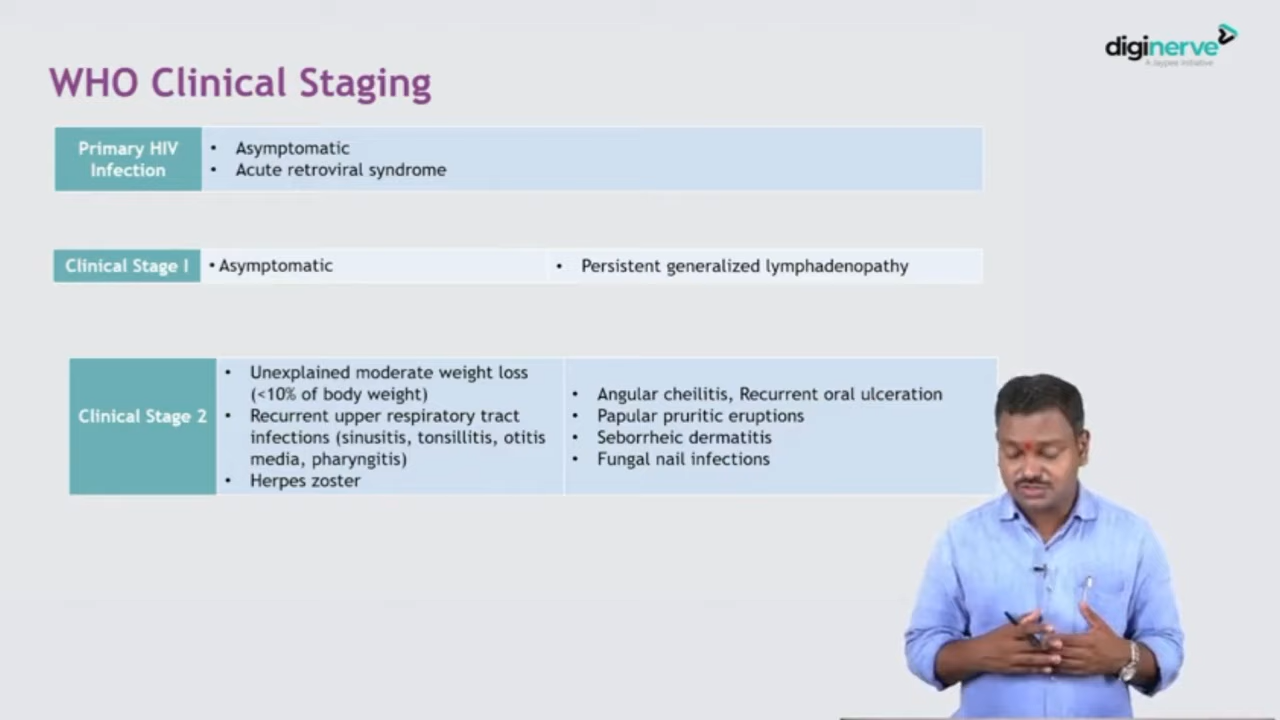 diginerve
A Jaypee Initiative
WHO Clinical Staging
Primary HIV
Infection
• Asymptomatic
• Acute retroviral syndrome
Clinical Stage I
• Asymptomatic
• Persistent generalized lymphadenopathy
Clinical Stage 2
• Unexplained moderate weight loss
(<10% of body weight)
• Recurrent upper respiratory tract
infections (sinusitis, tonsillitis, otitis
media, pharyngitis)
• Herpes zoster
• Angular cheilitis, Recurrent oral ulceration
• Papular pruritic eruptions
• Seborrheic dermatitis
• Fungal nail infections